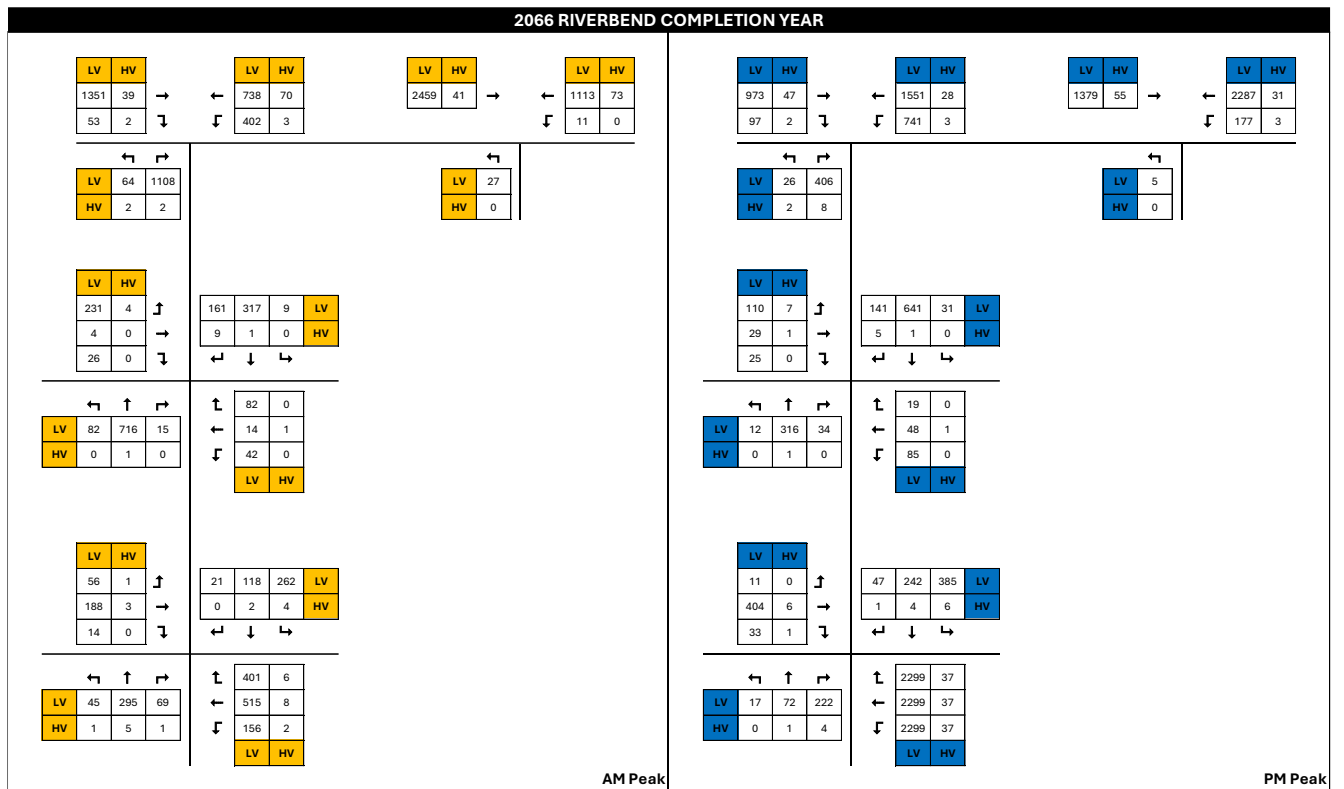 2066 RIVERBEND COMPLETION YEAR
LV HV
1351 39 →
53 2 ↴
LV HV
← 738 70
↲ 402 3
LV HV
2459 41 →
LV HV
← 1113 73
↲ 11 0
↰ ↱
LV 64 1108
HV 2 2
↰
LV 27
HV 0
LV HV
231 4
4 0 →
26 0
161 317 9 LV
9 1 0 HV
↵ ↓ ↳
↰ ↑ ↱
LV 82 716 15
HV 0 1 0
82 0
← 14 1
42 0
LV HV
LV HV
56 1
188 3 →
14 0
21 118 262 LV
0 2 4 HV
↵ ↓ ↳
↰ ↑ ↱
LV 45 295 69
HV 1 5 1
401 6
← 515 8
156 2
LV HV
AM Peak
LV HV
973 47 →
97 2
LV HV
← 1551 28
741 3
LV HV
1379 55 →
LV HV
← 2287 31
177 3
↰ ↱
LV 26 406
HV 2 8
↰
LV 5
HV 0
LV HV
110 7
29 1 →
25 0
141 641 31 LV
5 1 0 HV
↵ ↓ ↳
↰ ↑ ↱
LV 12 316 34
HV 0 1 0
19 0
← 48 1
85 0
LV HV
LV HV
11 0
404 6 →
33 1
47 242 385 LV
1 4 6 HV
↵ ↓ ↳
↰ ↑ ↱
LV 17 72 222
HV 0 1 4
2299 37
← 2299 37
2299 37
LV HV
PM Peak